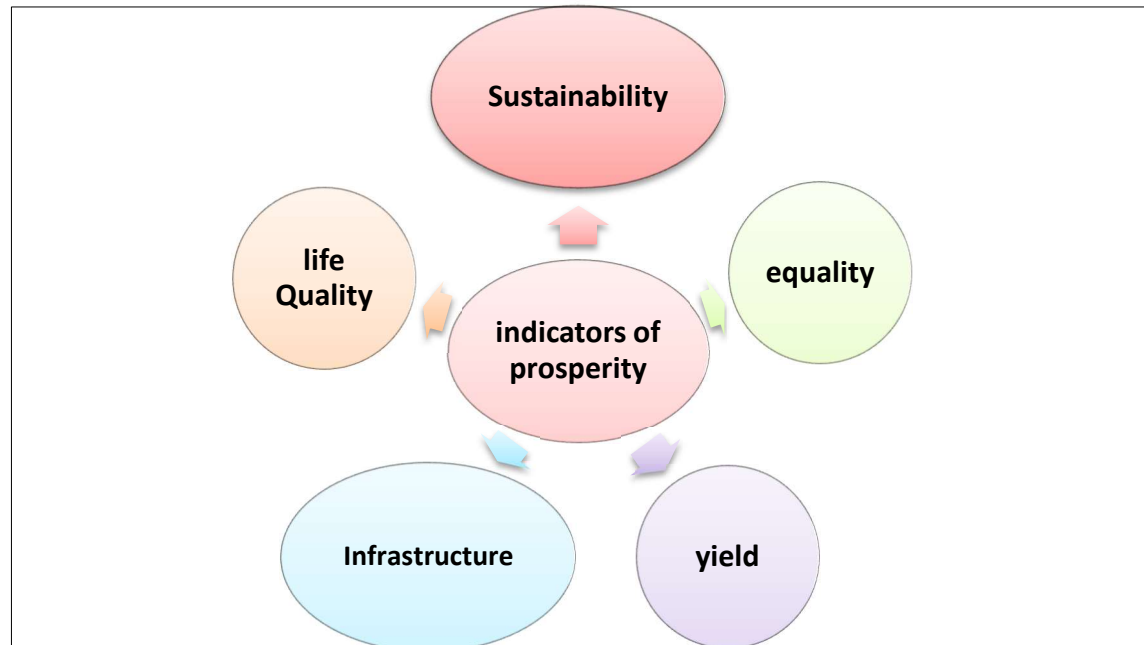 Sustainability
life
Quality
equality
indicators of
prosperity
Infrastructure
yield